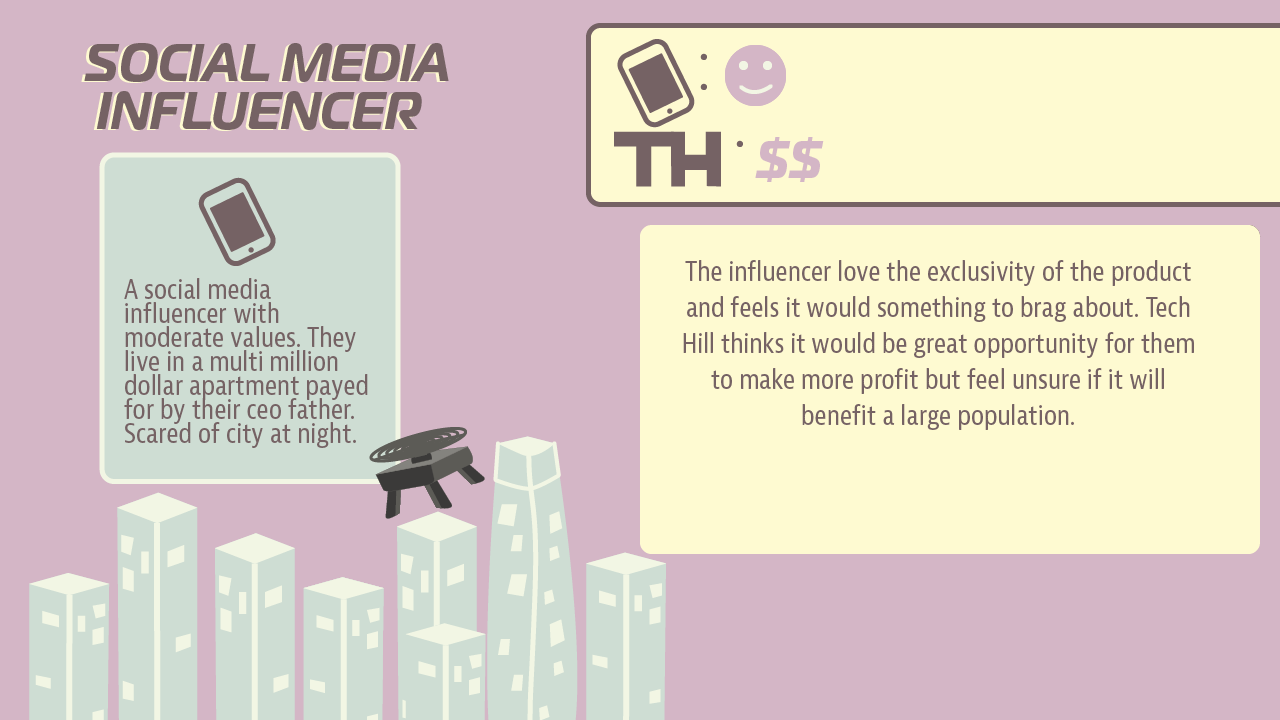 SOCIAL MEDIA
INFLUENCER
A social media
influencer with
moderate values. They
live in a multi million
dollar apartment payed
for by their ceo father.
Scared of city at night.
:
TH : $$
The influencer love the exclusivity of the product
and feels it would something to brag about. Tech
Hill thinks it would be great opportunity for them
to make more profit but feel unsure if it will
benefit a large population.